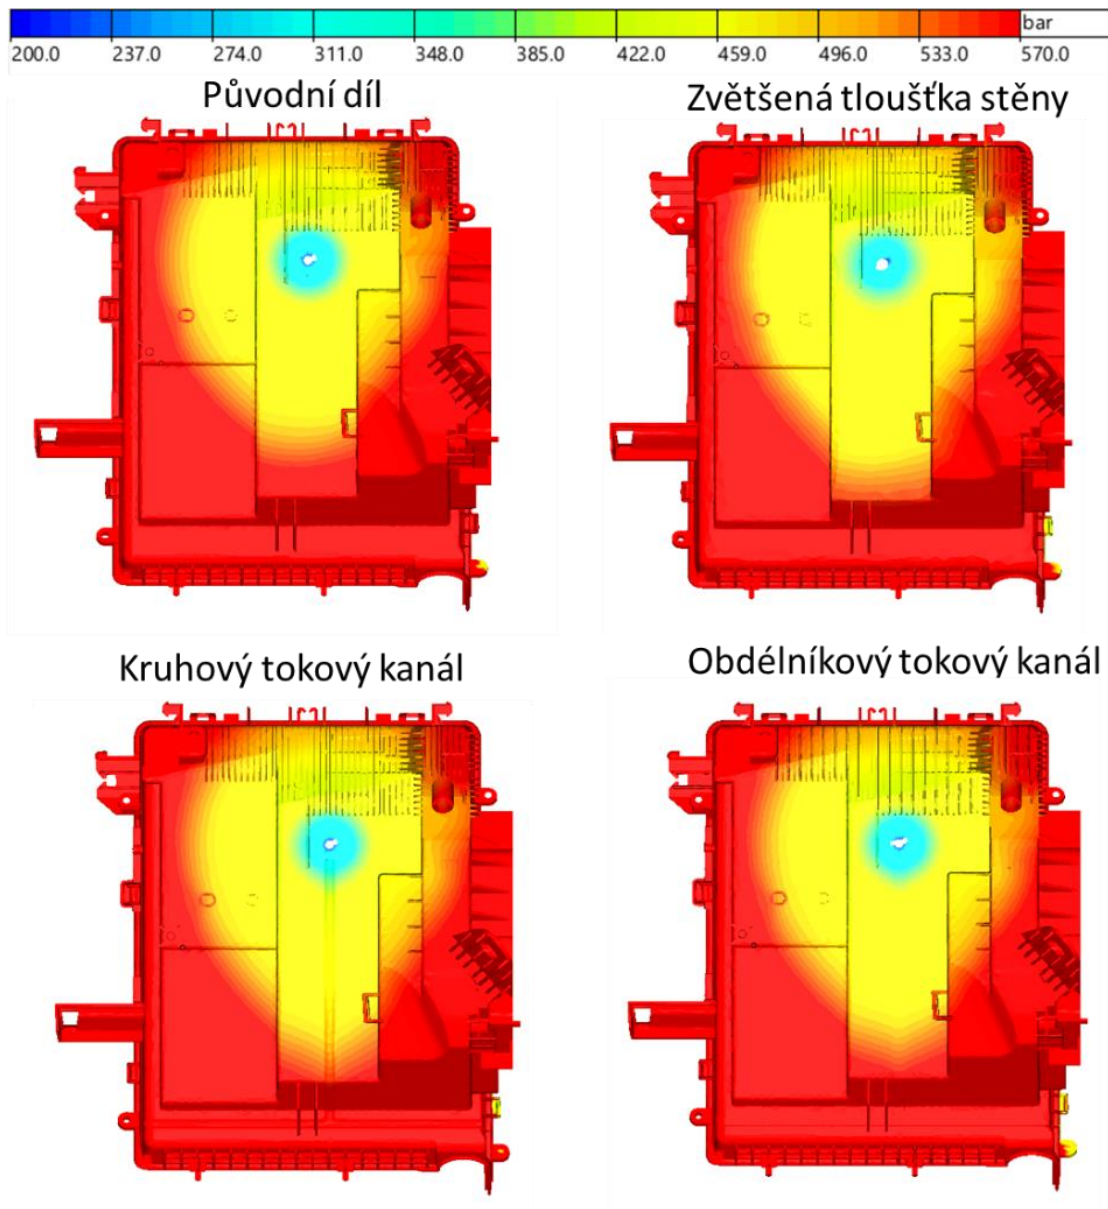 bar
200.0 237.0 274.0 311.0 348.0 385.0 422.0 459.0 496.0 533.0 570.0
Původní díl Zvětšená tloušťka stěny
Kruhový tokový kanál Obdélníkový tokový kanál